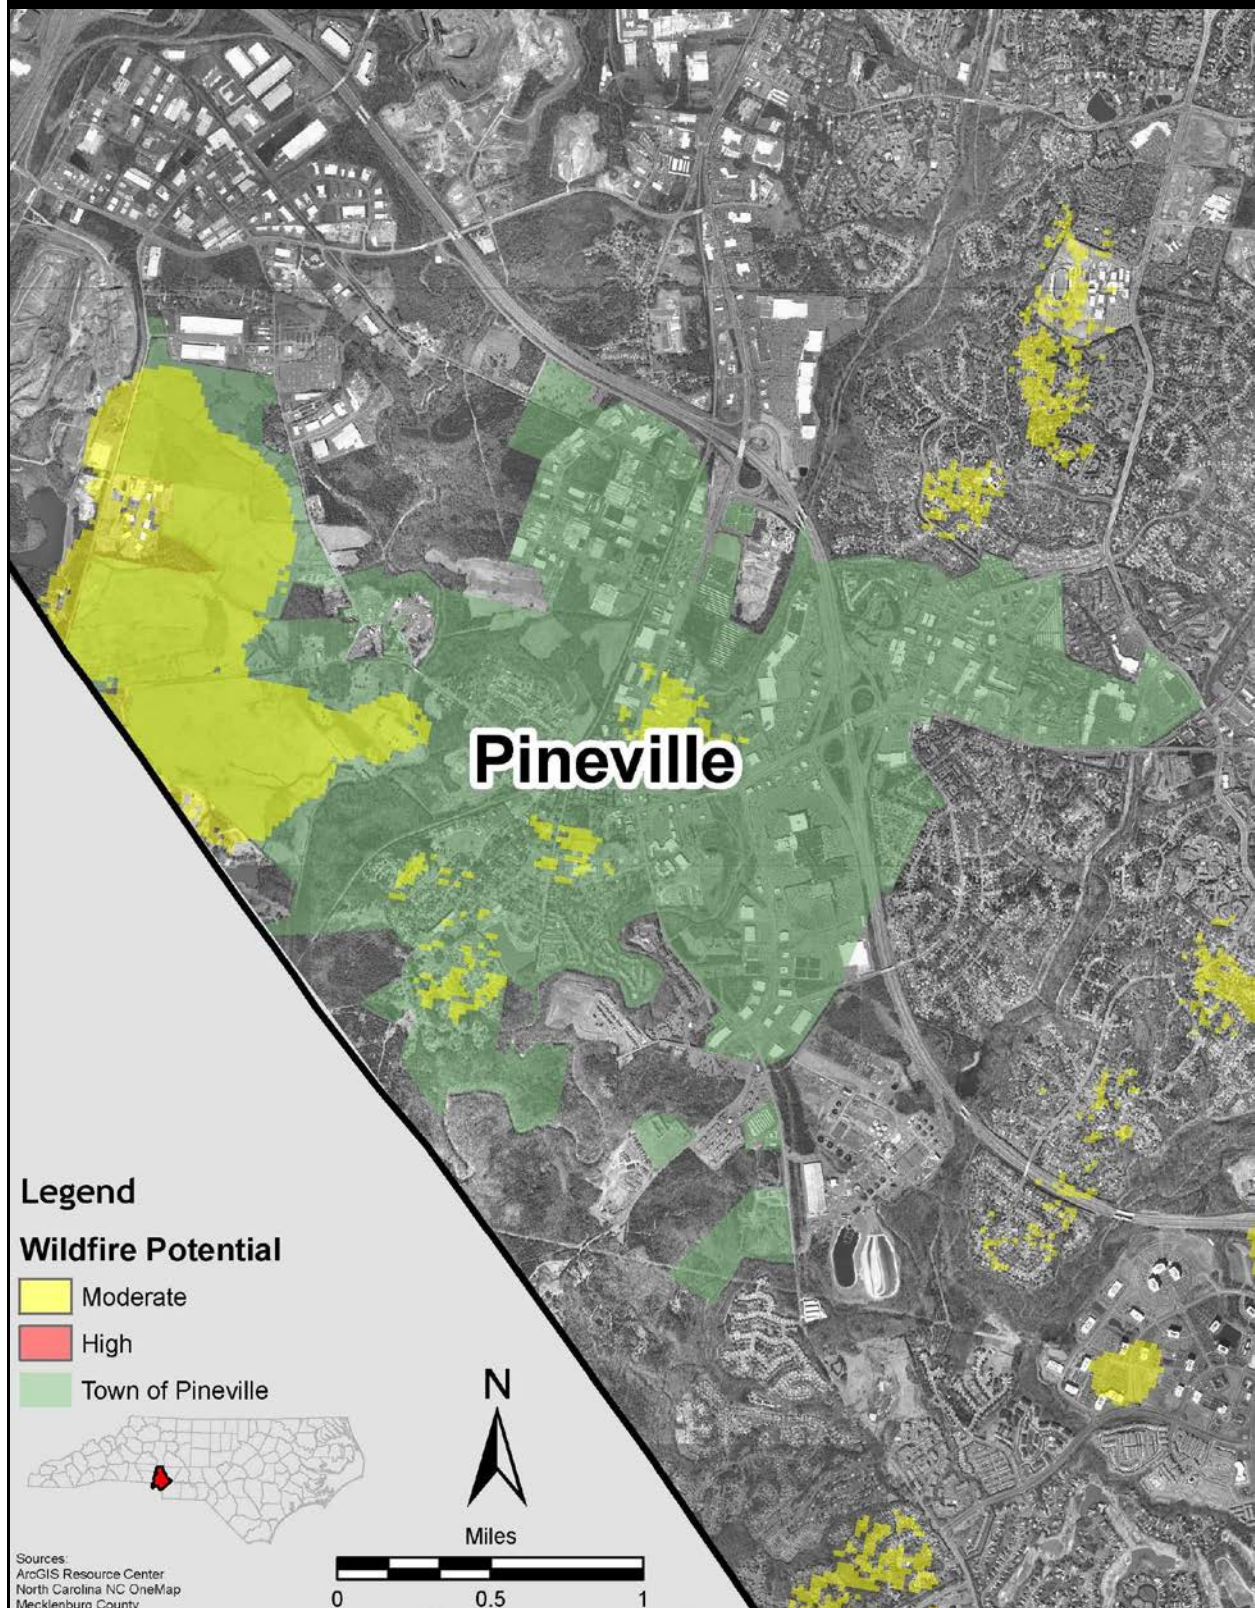 Pineville
Legend
Wildfire Potential
Moderate
High
Town of Pineville
N
Miles
0 0.5 1
Sources:
ArcGIS Resource Center
North Carolina NC OneMap
Mecklenburg County